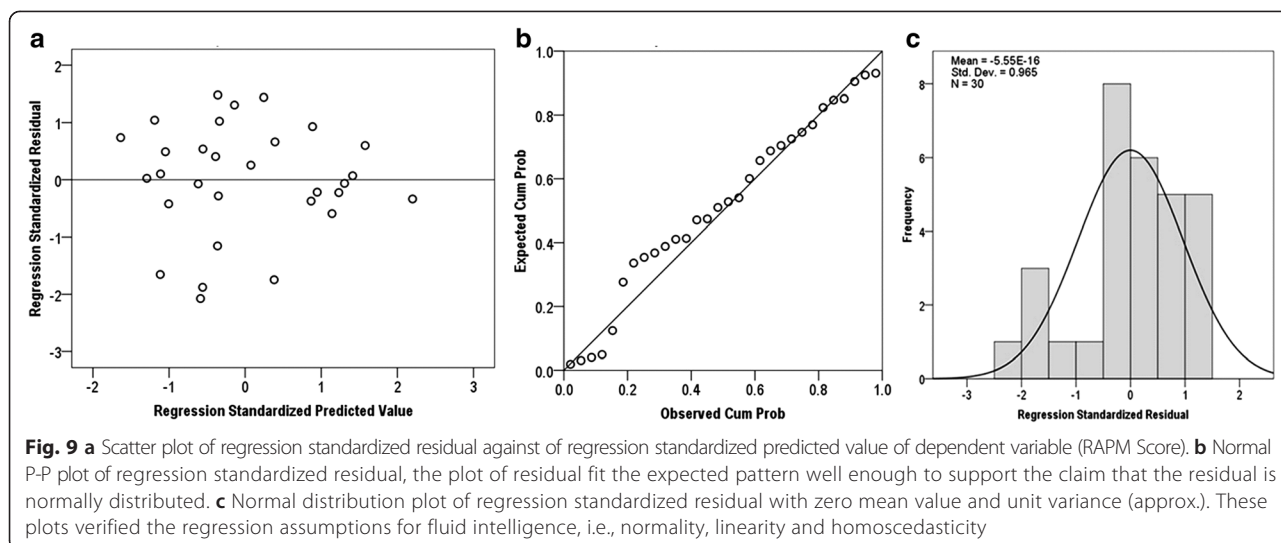 a
2
1
0
-1
-2
-3
-2 -1 0 1 2 3
Regression Standardized Residual
Regression Standardized Predicted Value
b
1.0
0.8
0.6
0.4
0.2
0.0
0.0 0.2 0.4 0.6 0.8 1.0
Expected Cum Prob
Observed Cum Prob
c
Mean = -5.55E-16
Std. Dev. = 0.965
N = 30
8
6
4
2
0
-3 -2 -1 0 1 2
Frequency
Regression Standardized Residual
Fig. 9 a Scatter plot of regression standardized residual against of regression standardized predicted value of dependent variable (RAPM Score). b Normal
P-P plot of regression standardized residual, the plot of residual fit the expected pattern well enough to support the claim that the residual is
normally distributed. c Normal distribution plot of regression standardized residual with zero mean value and unit variance (approx.). These
plots verified the regression assumptions for fluid intelligence, i.e., normality, linearity and homoscedasticity